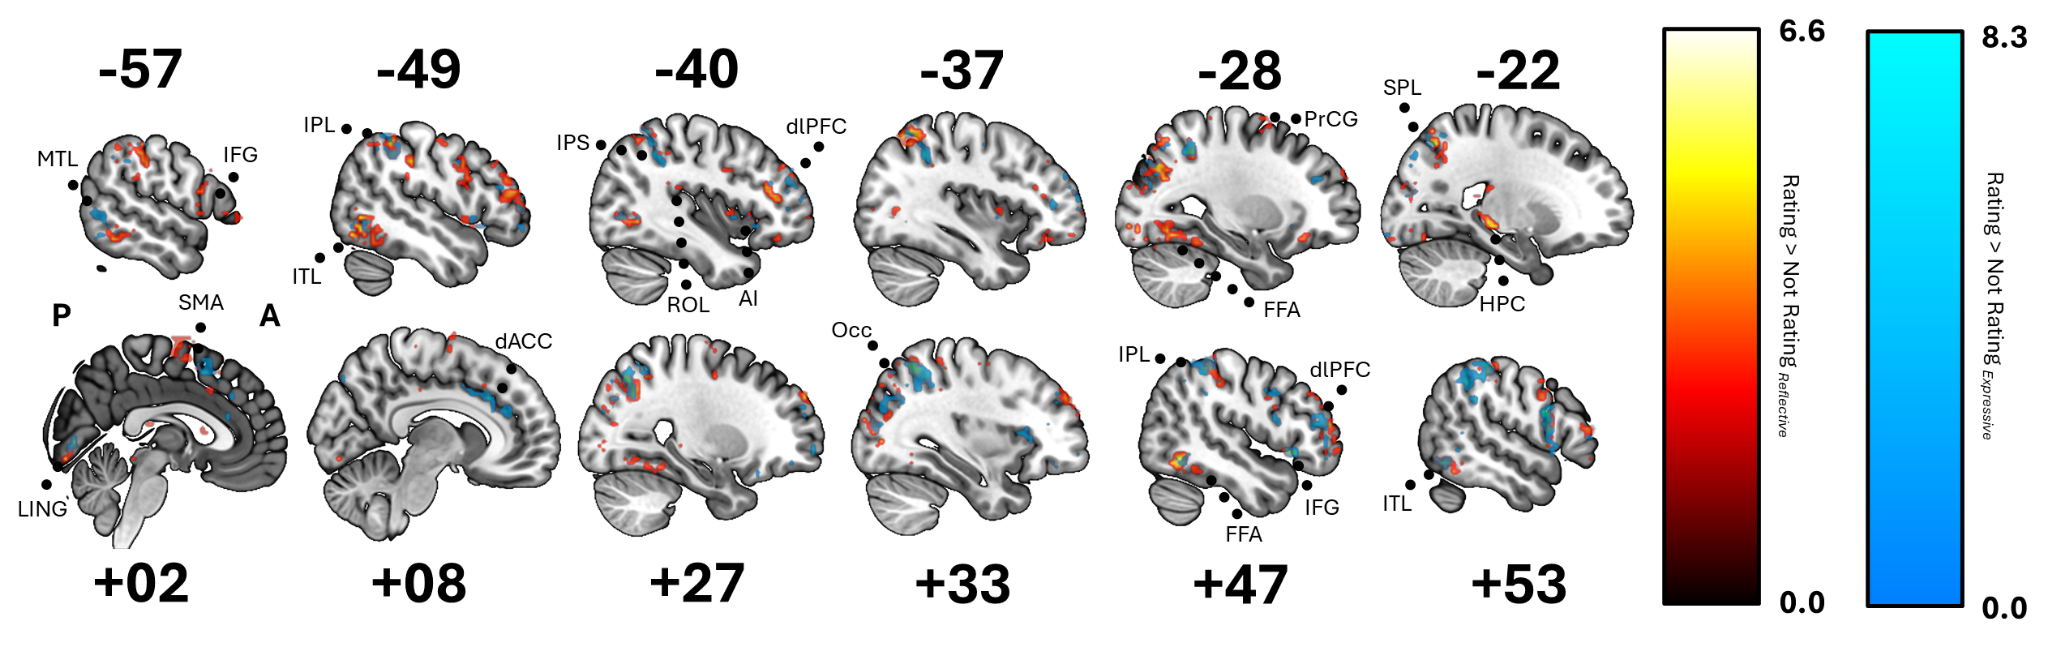 -57
-49
-40
-37
-28
-22
MTL
IFG
IPL
ITL
IPS
dlPFC
ROL
AI
PrCG
FFA
SPL
HPC
P
A
SMA
LING
+02
dACC
+08
+27
Occ
+33
IPL
dlPFC
IFG
FFA
+47
ITL
+53
6.6
Rating > Not Rating Reflective
0.0
8.3
Rating > Not Rating Expressive
0.0